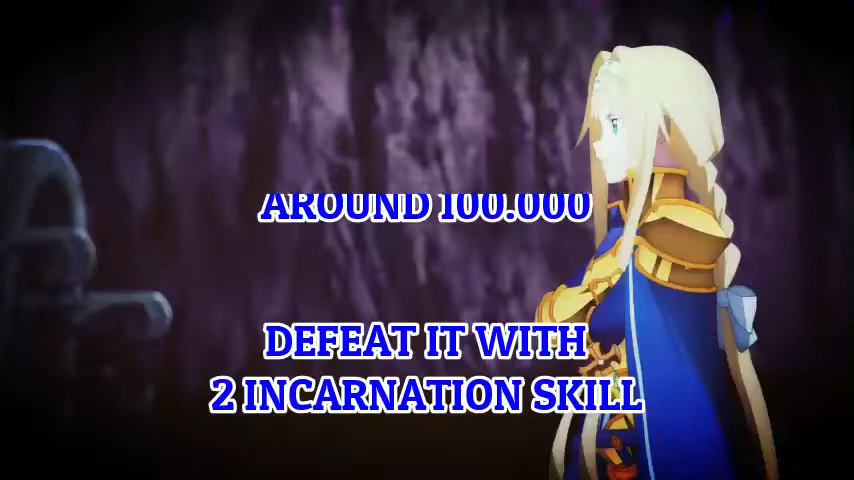 AROUND 100.000
DEFEAT IT WITH
2 INCARNATION SKILL